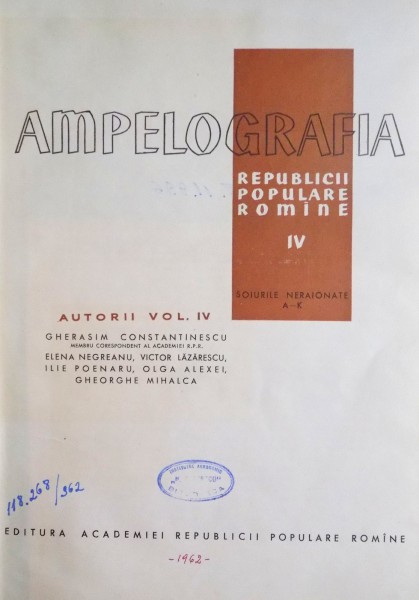 AMPELOGRAFIA
REPUBLICII
POPULARE
ROMÎNE
IV
SOIURILE NERAIONATE
A–K
AUTORII VOL. IV
GHERASIM CONSTANTINESCU
MEMBRU CORESPONDENT AL ACADEMIEI R.P.R.
ELENA NEGREANU, VICTOR LĂZĂRESCU,
ILIE POENARU, OLGA ALEXEI,
GHEORGHE MIHALCA
118.268/962
EDITURA ACADEMIEI REPUBLICII POPULARE ROMÎNE
-1962-